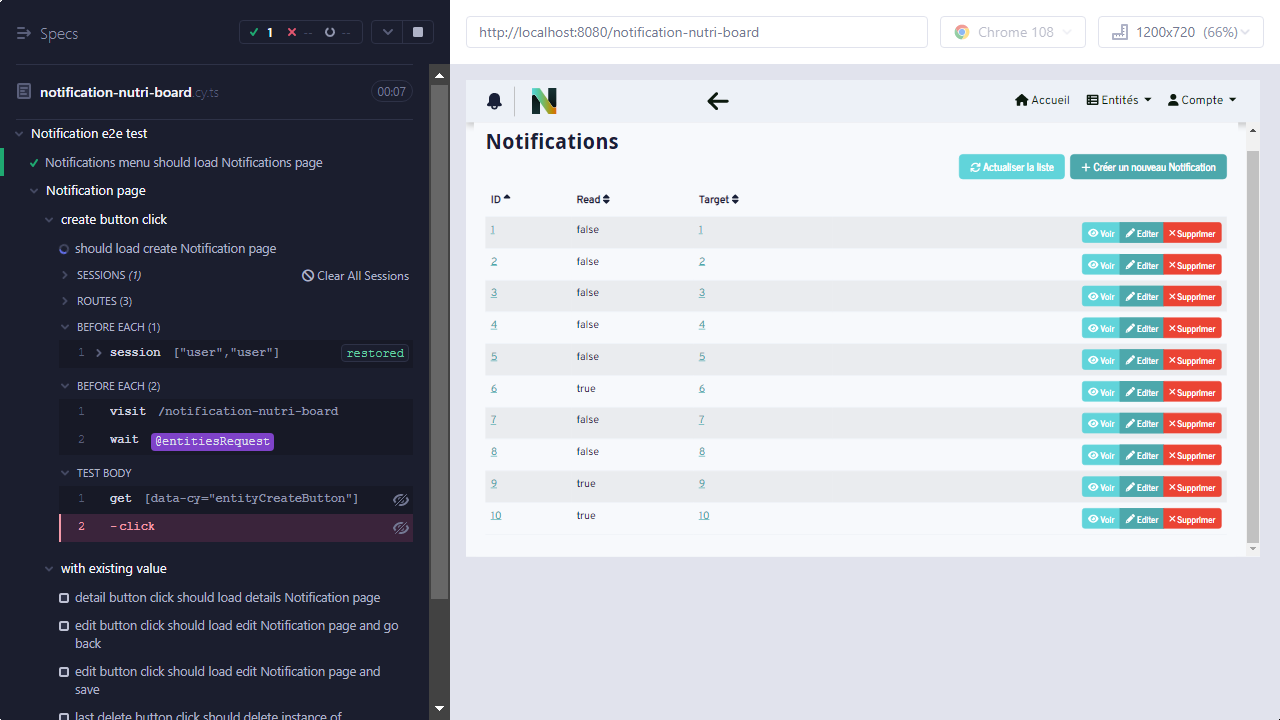 Specs
1 -- --
notification-nutri-board.cy.ts 00:07
Notification e2e test
Notifications menu should load Notifications page
Notification page
create button click
should load create Notification page
SESSIONS (1) Clear All Sessions
ROUTES (3)
BEFORE EACH (1)
1 session ["user","user"] restored
BEFORE EACH (2)
1 visit /notification-nutri-board
2 wait @entitiesRequest
TEST BODY
1 get [data-cy="entityCreateButton"]
2 -click
with existing value
detail button click should load details Notification page
edit button click should load edit Notification page and go
back
edit button click should load edit Notification page and
save
last delete button click should delete instance of
http://localhost:8080/notification-nutri-board Chrome 108 1200x720 (66%)
N Accueil Entités Compte
Notifications
Actualiser la liste + Créer un nouveau Notification
ID Read Target
1 false 1 Voir Editer Supprimer
2 false 2 Voir Editer Supprimer
3 false 3 Voir Editer Supprimer
4 false 4 Voir Editer Supprimer
5 false 5 Voir Editer Supprimer
6 true 6 Voir Editer Supprimer
7 false 7 Voir Editer Supprimer
8 false 8 Voir Editer Supprimer
9 true 9 Voir Editer Supprimer
10 true 10 Voir Editer Supprimer